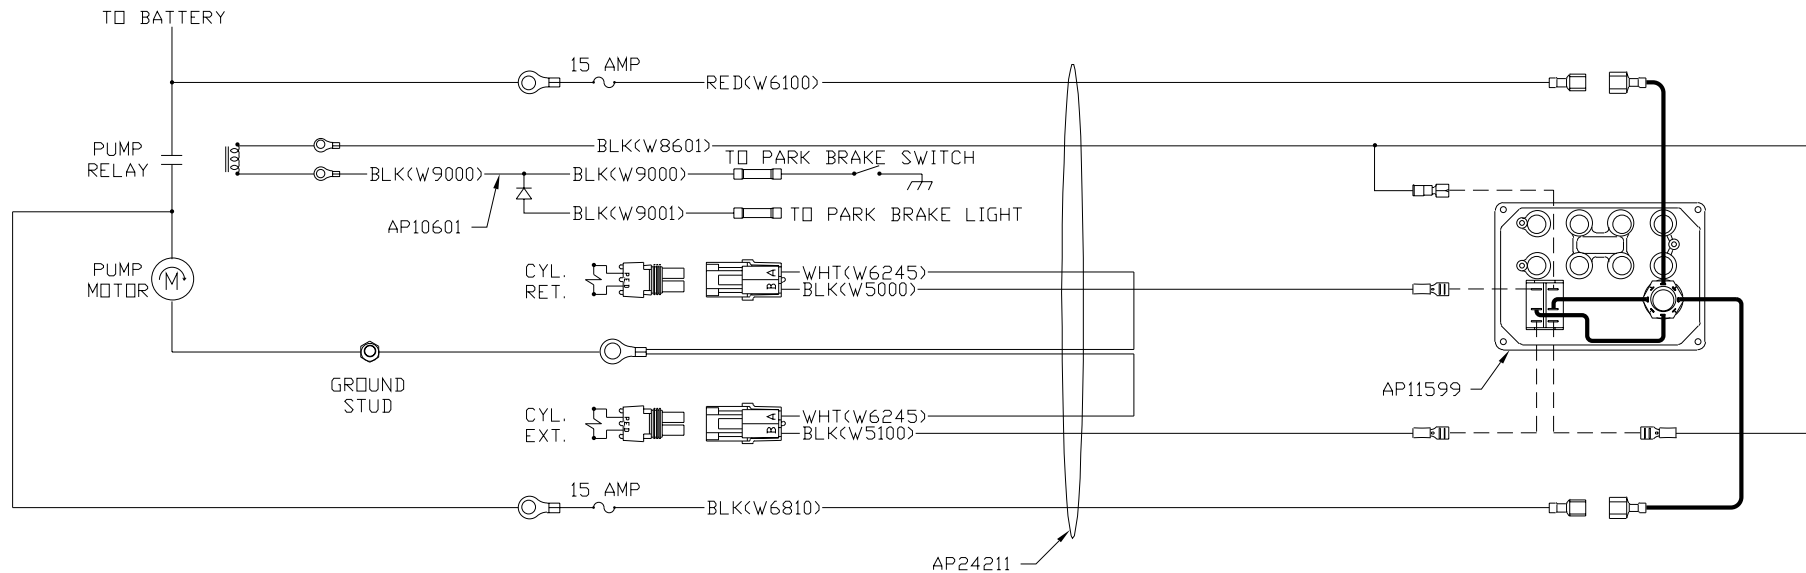 TO BATTERY
15 AMP
RED(W6100)
PUMP
RELAY
BLK(W8601)
TO PARK BRAKE SWITCH
BLK(W9000)
BLK(W9000)
BLK(W9001)
TO PARK BRAKE LIGHT
AP10601
PUMP
MOTOR
M
CYL.
RET.
A
B
WHT(W6245)
BLK(W5000)
GROUND
STUD
AP11599
CYL.
EXT.
A
B
WHT(W6245)
BLK(W5100)
15 AMP
BLK(W6810)
AP24211